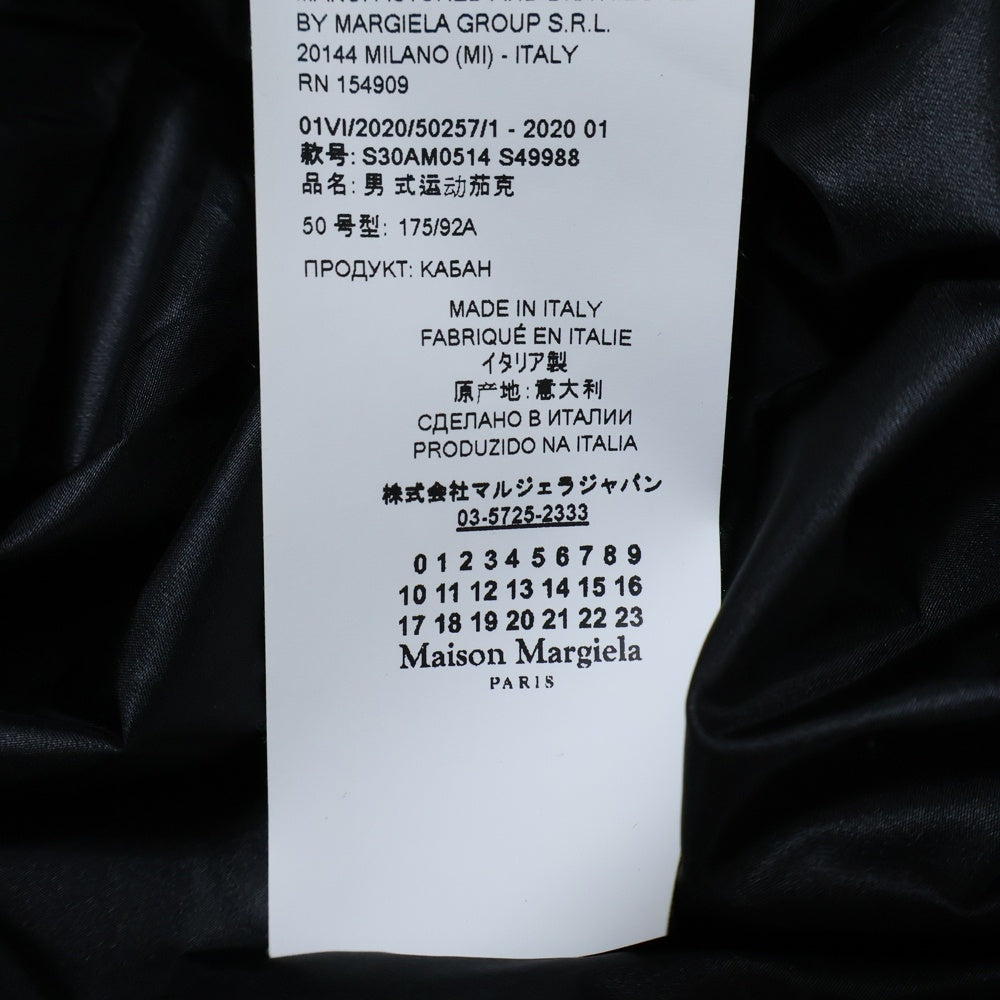 BY MARGIELA GROUP S.R.L.
20144 MILANO (MI) - ITALY
RN 154909
01VI/2020/50257/1 - 2020 01
款号: S30AM0514 S49988
品名: 男 式运动茄克
50 号型: 175/92A
ПРОДУКТ: КАБАН
MADE IN ITALY
FABRIQUÉ EN ITALIE
イタリア製
原产地:意大利
СДЕЛАНО В ИТАЛИИ
PRODUZIDO NA ITALIA
株式会社マルジェラジャパン
03-5725-2333
0 1 2 3 4 5 6 7 8 9
10 11 12 13 14 15 16
17 18 19 20 21 22 23
Maison Margiela
PARIS